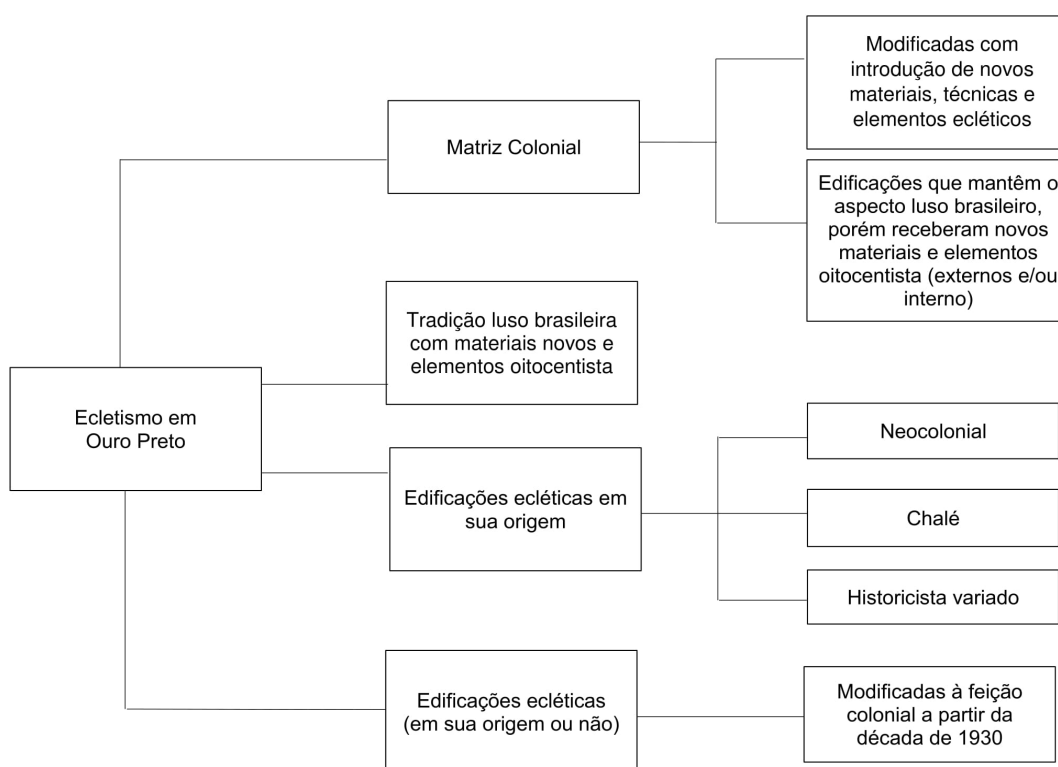 Ecletismo em
Ouro Preto
Matriz Colonial
Modificadas com
introdução de novos
materiais, técnicas e
elementos ecléticos
Edificações que mantêm o
aspecto luso brasileiro,
porém receberam novos
materiais e elementos
oitocentista (externos e/ou
interno)
Tradição luso brasileira
com materiais novos e
elementos oitocentista
Edificações ecléticas em
sua origem
Neocolonial
Chalé
Historicista variado
Edificações ecléticas
(em sua origem ou não)
Modificadas à feição
colonial a partir da
década de 1930